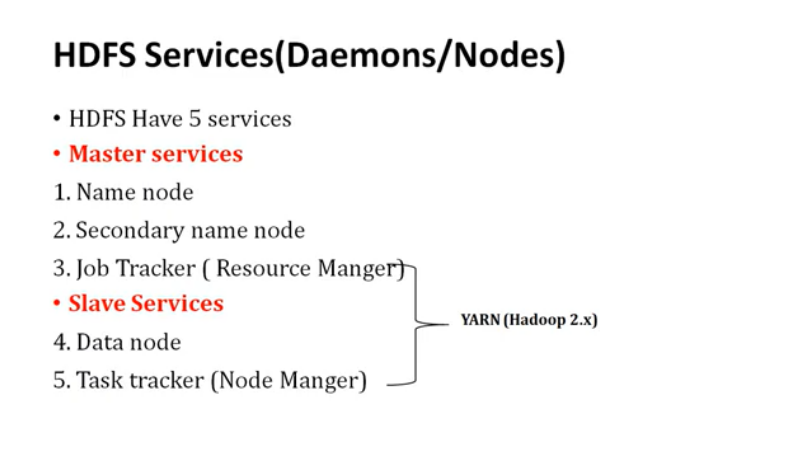 HDFS Services(Daemons/Nodes)
• HDFS Have 5 services
• Master services
1. Name node
2. Secondary name node
3. Job Tracker ( Resource Manger)
• Slave Services
YARN (Hadoop 2.x)
4. Data node
5. Task tracker (Node Manger)